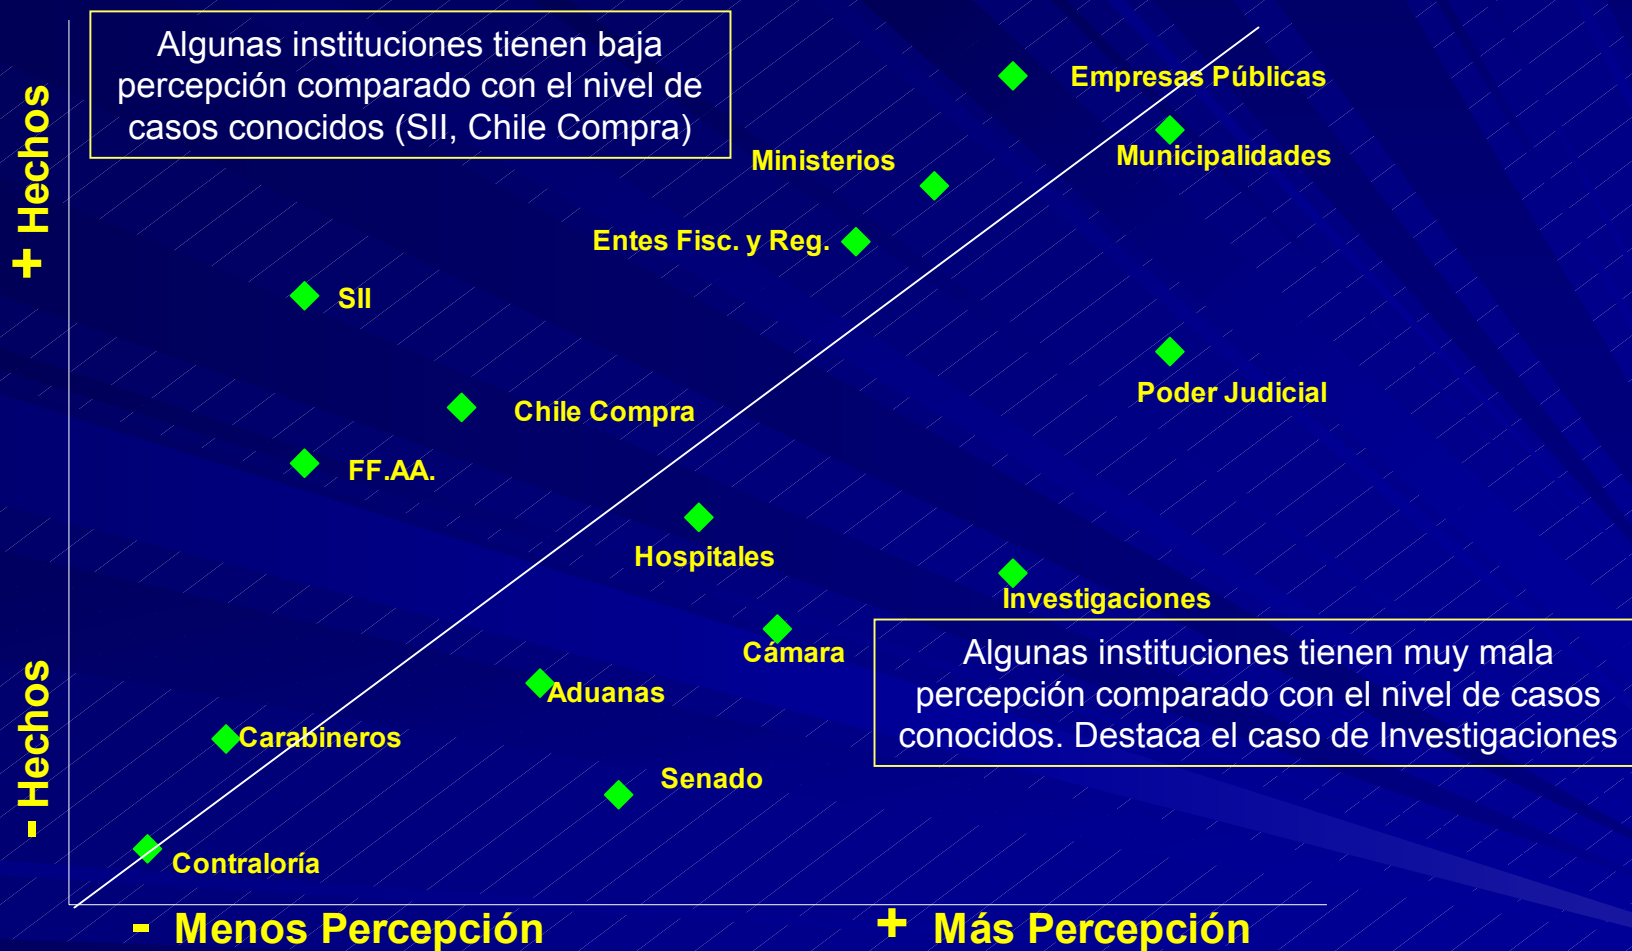 Algunas instituciones tienen baja
percepción comparado con el nivel de
casos conocidos (SII, Chile Compra)
+ Hechos
- Hechos
Empresas Públicas
Municipalidades
Ministerios
Entes Fisc. y Reg.
SII
Poder Judicial
Chile Compra
FF.AA.
Hospitales
Investigaciones
Cámara
Aduanas
Carabineros
Senado
Contraloría
Algunas instituciones tienen muy mala
percepción comparado con el nivel de casos
conocidos. Destaca el caso de Investigaciones
- Menos Percepción
+ Más Percepción